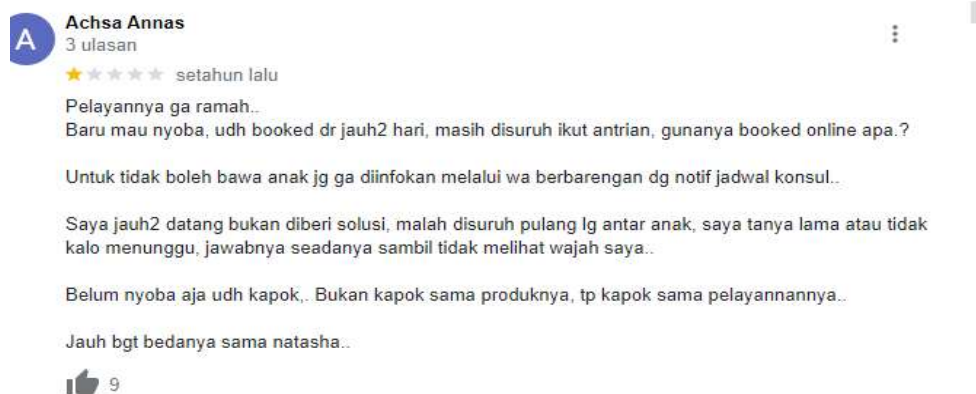 A
Achsa Annas
3 ulasan
setahun lalu
Pelayannya ga ramah..
Baru mau nyoba, udh booked dr jauh2 hari, masih disuruh ikut antrian, gunanya booked online apa.?
Untuk tidak boleh bawa anak jg ga diinfokan melalui wa berbarengan dg notif jadwal konsul..
Saya jauh2 datang bukan diberi solusi, malah disuruh pulang lg antar anak, saya tanya lama atau tidak
kalo menunggu, jawabnya seadanya sambil tidak melihat wajah saya..
Belum nyoba aja udh kapok,. Bukan kapok sama produknya, tp kapok sama pelayannannya..
Jauh bgt bedanya sama natasha..
9